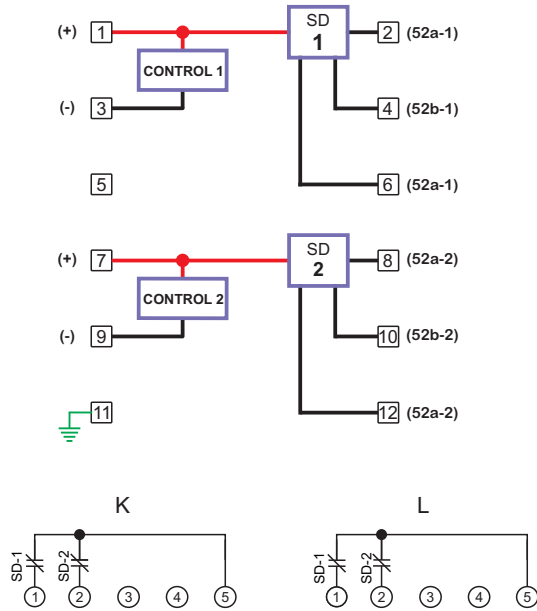 (+) 1 SD 1 2 (52a-1)
CONTROL 1
(-) 3 4 (52b-1)
5 6 (52a-1)
(+) 7 SD 2 8 (52a-2)
CONTROL 2
(-) 9 10 (52b-2)
11 12 (52a-2)
K L
SD-1 SD-2 SD-1 SD-2
1 2 3 4 5 1 2 3 4 5